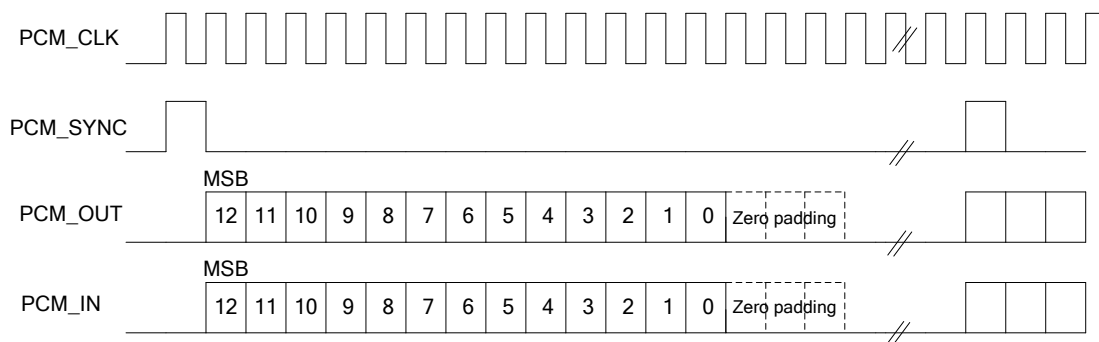 PCM_CLK
PCM_SYNC
MSB
PCM_OUT 12 11 10 9 8 7 6 5 4 3 2 1 0 Zero padding
MSB
PCM_IN 12 11 10 9 8 7 6 5 4 3 2 1 0 Zero padding